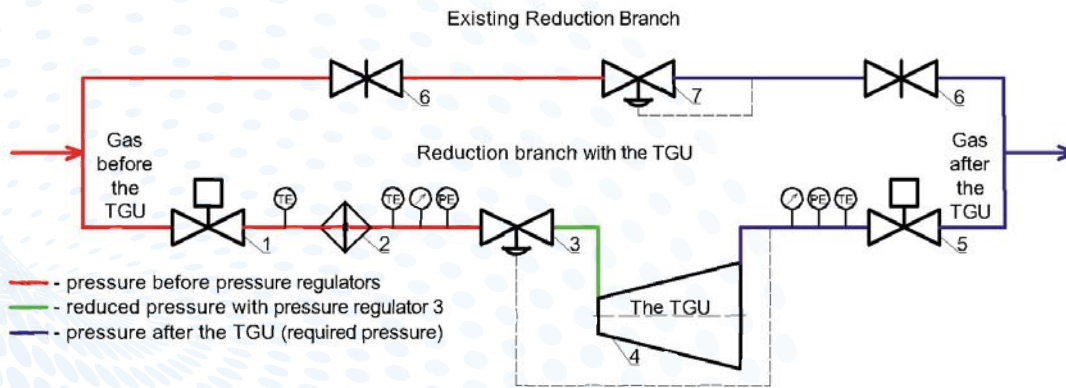 Existing Reduction Branch
6
7
6
Gas
before
the
TGU
Reduction branch with the TGU
Gas
after
the
TGU
TE
TE
PE
PE
TE
1
2
3
5
- pressure before pressure regulators
- reduced pressure with pressure regulator 3
- pressure after the TGU (required pressure)
The TGU
4